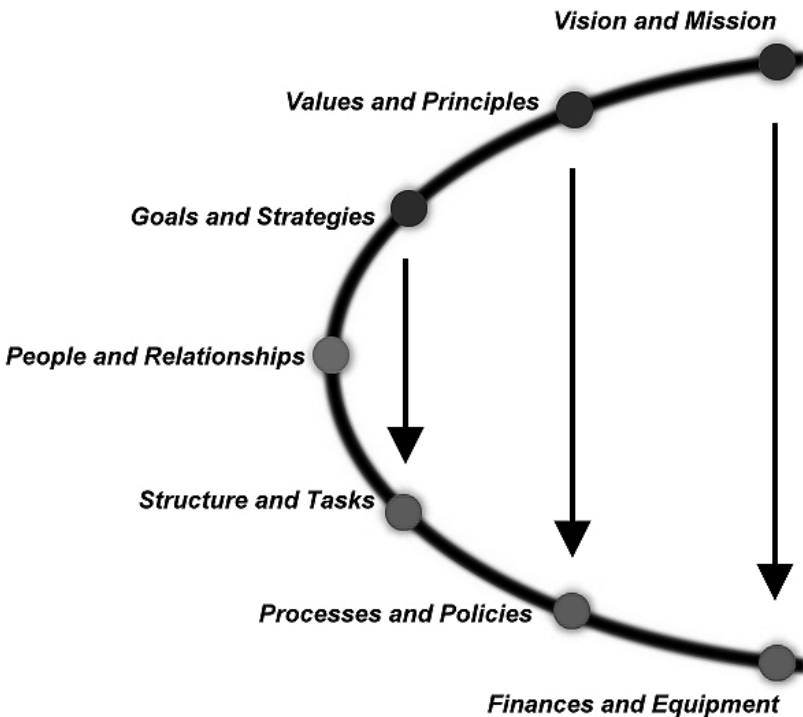 Vision and Mission
Values and Principles
Goals and Strategies
People and Relationships
Structure and Tasks
Processes and Policies
Finances and Equipment